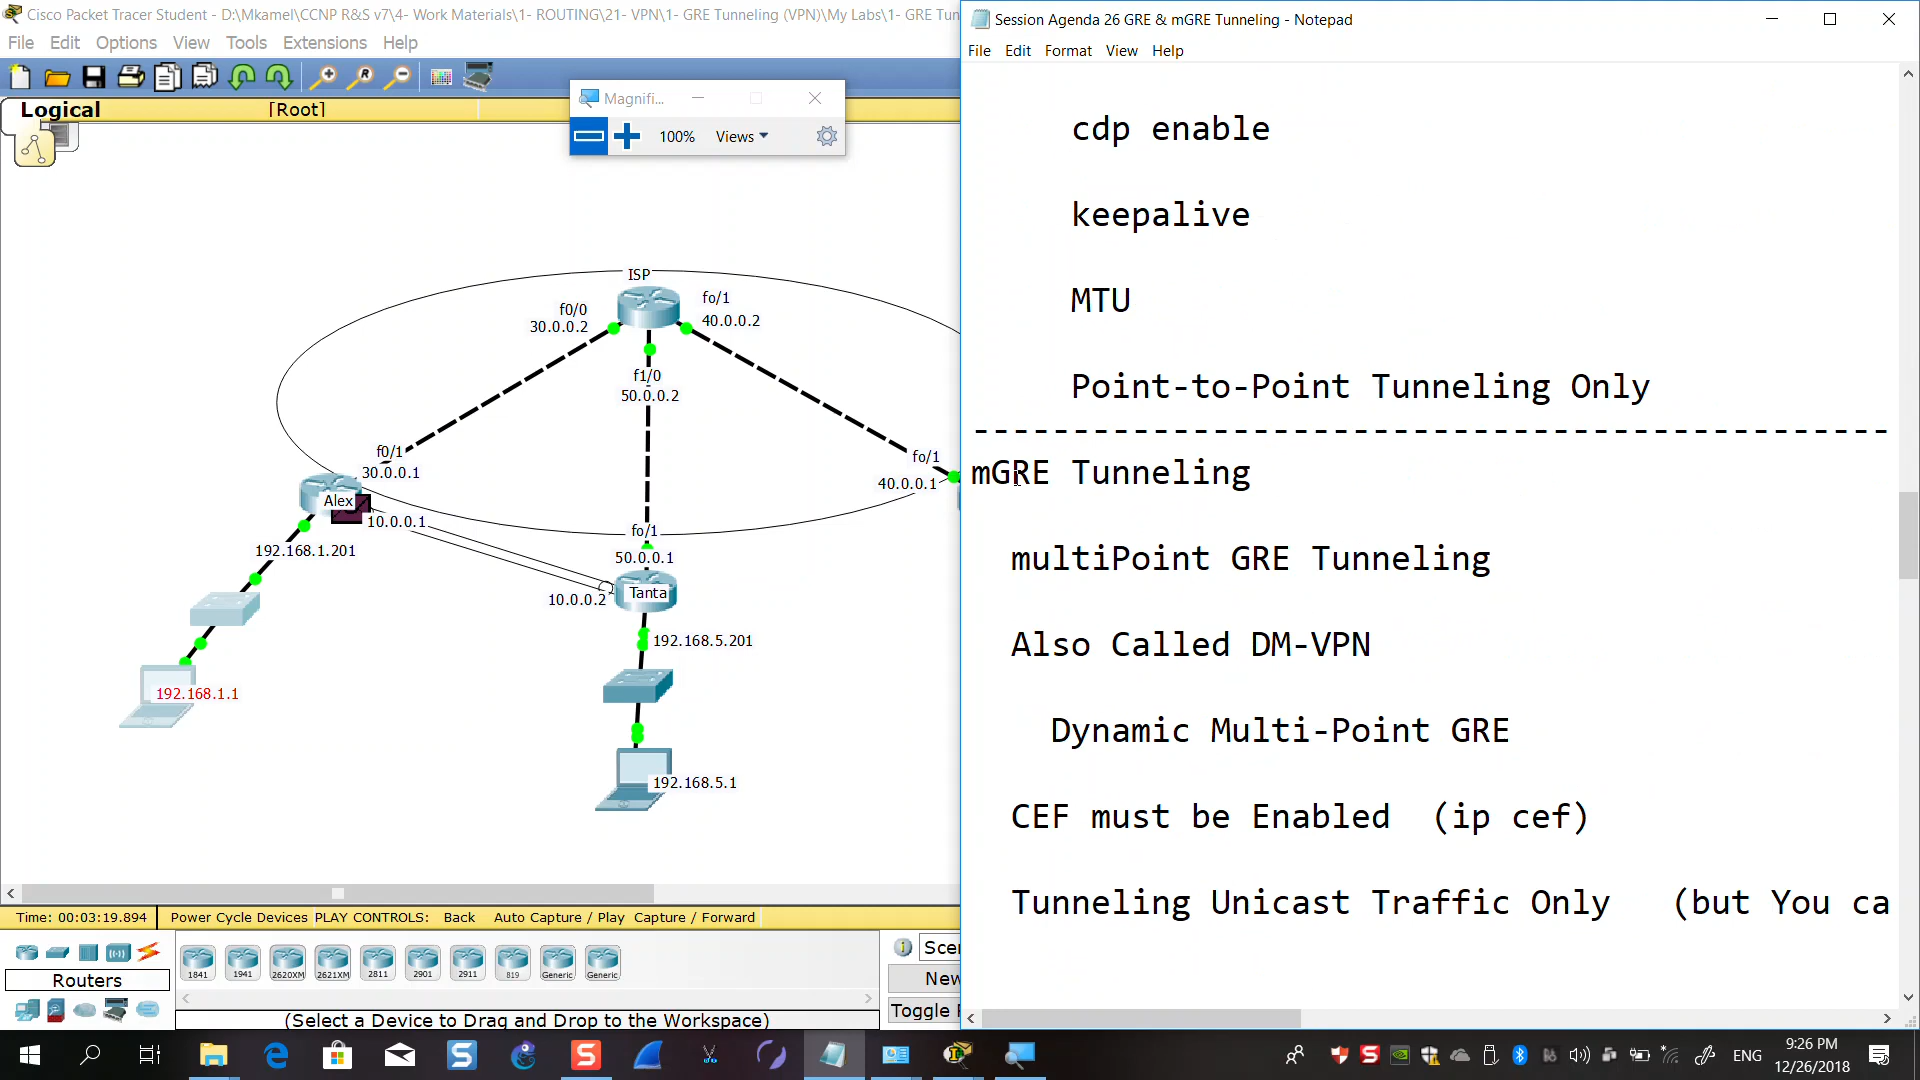 Cisco Packet Tracer Student - D:\Mkamel\CCNP R&S v7\4- Work Materials\1- ROUTING\21- VPN\1- GRE Tunneling (VPN)\My Labs\1- GRE Tun
File Edit Options View Tools Extensions Help
Logical
[Root]
Magnifi...
100%
Views
ISP
f0/0
30.0.0.2
fo/1
40.0.0.2
f1/0
50.0.0.2
f0/1
30.0.0.1
fo/1
40.0.0.1
Alex
10.0.0.1
192.168.1.201
fo/1
50.0.0.1
10.0.0.2
Tanta
192.168.5.201
192.168.1.1
192.168.5.1
Time: 00:03:19.894
Power Cycle Devices PLAY CONTROLS: Back Auto Capture / Play Capture / Forward
Routers
1841 1941 2620XM 2621XM 2811 2901 2911 819 Generic Generic
(Select a Device to Drag and Drop to the Workspace)
Scen
New
Toggle
Session Agenda 26 GRE & mGRE Tunneling - Notepad
File Edit Format View Help
cdp enable
keepalive
MTU
Point-to-Point Tunneling Only
----------------------------------------------
mGRE Tunneling
multiPoint GRE Tunneling
Also Called DM-VPN
Dynamic Multi-Point GRE
CEF must be Enabled (ip cef)
Tunneling Unicast Traffic Only (but You ca
ENG
9:26 PM
12/26/2018